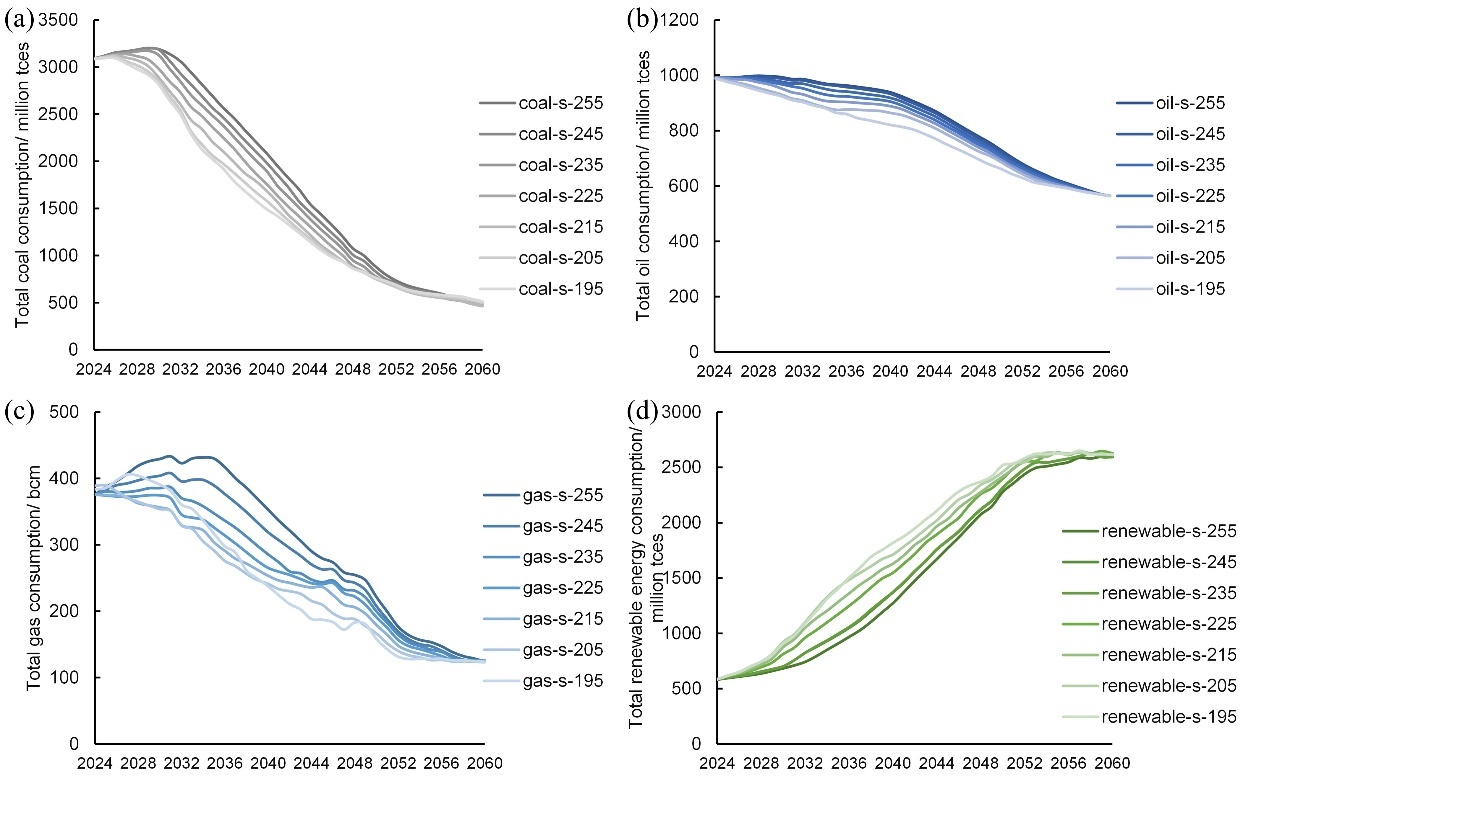 (a)
Total coal consumption/ million tces
3500
3000
2500
2000
1500
1000
500
0
2024 2028 2032 2036 2040 2044 2048 2052 2056 2060
coal-s-255
coal-s-245
coal-s-235
coal-s-225
coal-s-215
coal-s-205
coal-s-195
(b)
Total oil consumption/ million tces
1200
1000
800
600
400
200
0
2024 2028 2032 2036 2040 2044 2048 2052 2056 2060
oil-s-255
oil-s-245
oil-s-235
oil-s-225
oil-s-215
oil-s-205
oil-s-195
(c)
Total gas consumption/ bcm
500
400
300
200
100
0
2024 2028 2032 2036 2040 2044 2048 2052 2056 2060
gas-s-255
gas-s-245
gas-s-235
gas-s-225
gas-s-215
gas-s-205
gas-s-195
(d)
Total renewable energy consumption/
million tces
3000
2500
2000
1500
1000
500
0
2024 2028 2032 2036 2040 2044 2048 2052 2056 2060
renewable-s-255
renewable-s-245
renewable-s-235
renewable-s-225
renewable-s-215
renewable-s-205
renewable-s-195